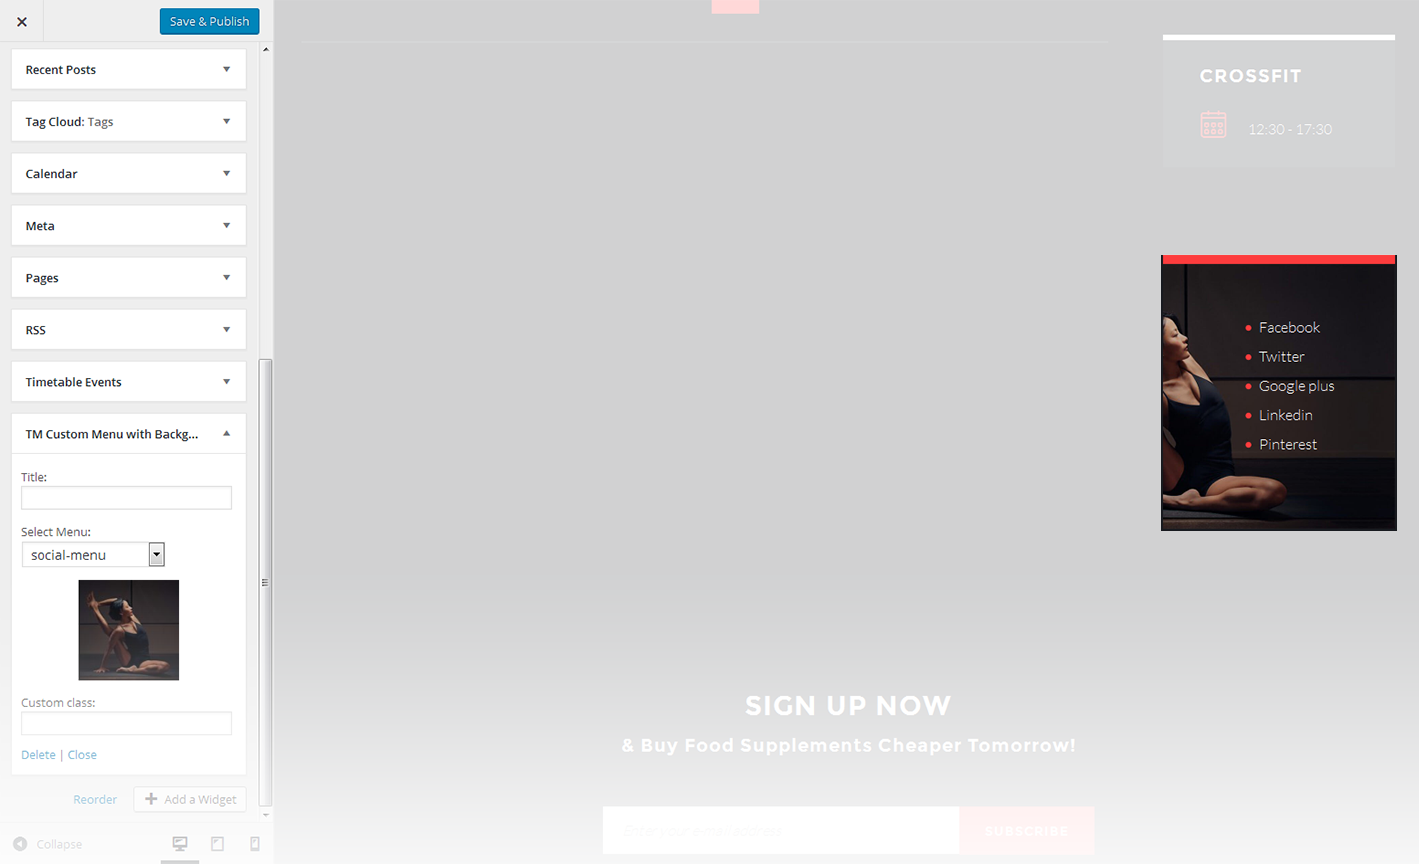 Save & Publish
Recent Posts
Tag Cloud: Tags
Calendar
Meta
Pages
RSS
Timetable Events
TM Custom Menu with Backg...
Title:
Select Menu:
social-menu
Custom class:
Delete | Close
Reorder
Add a Widget
Collapse
CROSSFIT
12:30 - 17:30
Facebook
Twitter
Google plus
Linkedin
Pinterest
SIGN UP NOW
& Buy Food Supplements Cheaper Tomorrow!
SUBSCRIBE